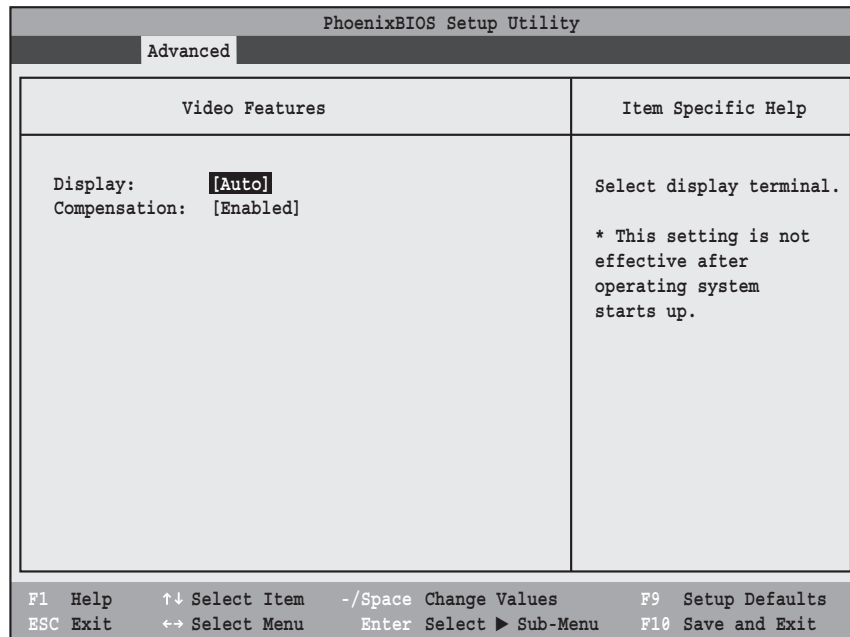 PhoenixBIOS Setup Utility
Advanced
Video Features
Item Specific Help
Display: [Auto]
Compensation: [Enabled]
Select display terminal.
* This setting is not
effective after
operating system
starts up.
F1 Help ↑↓ Select Item -/Space Change Values F9 Setup Defaults
ESC Exit ←→ Select Menu Enter Select ▶ Sub-Menu F10 Save and Exit